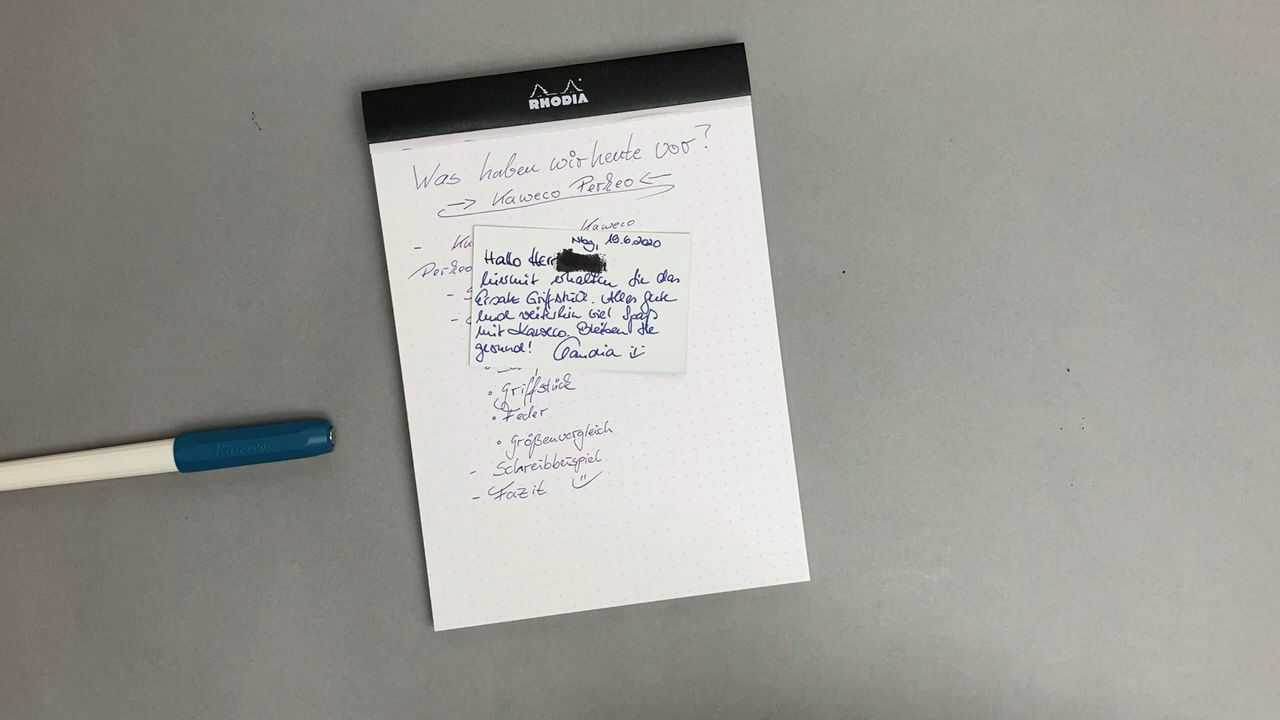 RHODIA
Was haben wir heute vor?
→ Kaweco Perkeo ←
- Kaweco
Perkeo
Nbg, 19.6.2020
Hallo Herr
hiermit erhalten Sie das
Ersatz Griffstück. Alles Gute
und weiterhin viel Spaß
mit Kaweco. Bleiben Sie
gesund! Claudia
• Griffstück
• Feder
• Größenvergleich
- Schreibbeispiel
- Fazit
Kaweco